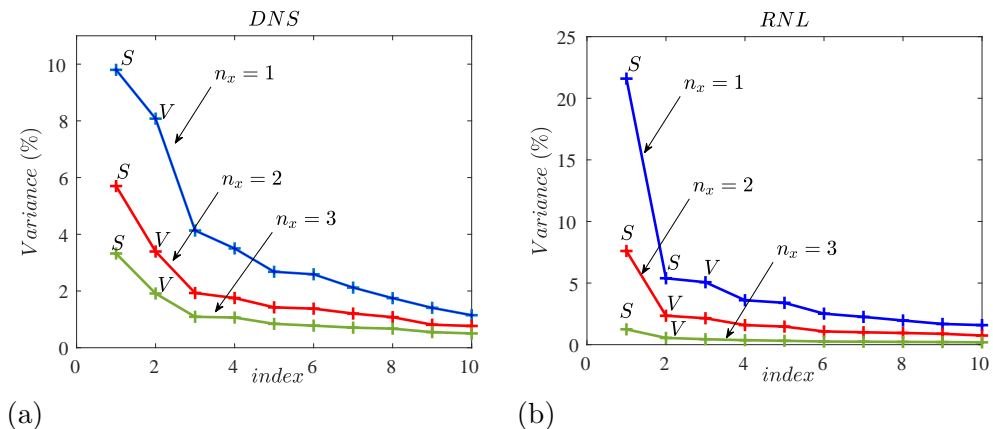 DNS
Variance (%)
10
8
6
4
2
0
0
2
4
6
8
10
index
S
V
S
V
S
V
n_x = 1
n_x = 2
n_x = 3
(a)
RNL
Variance (%)
25
20
15
10
5
0
0
2
4
6
8
10
index
S
S
V
S
V
S
V
n_x = 1
n_x = 2
n_x = 3
(b)